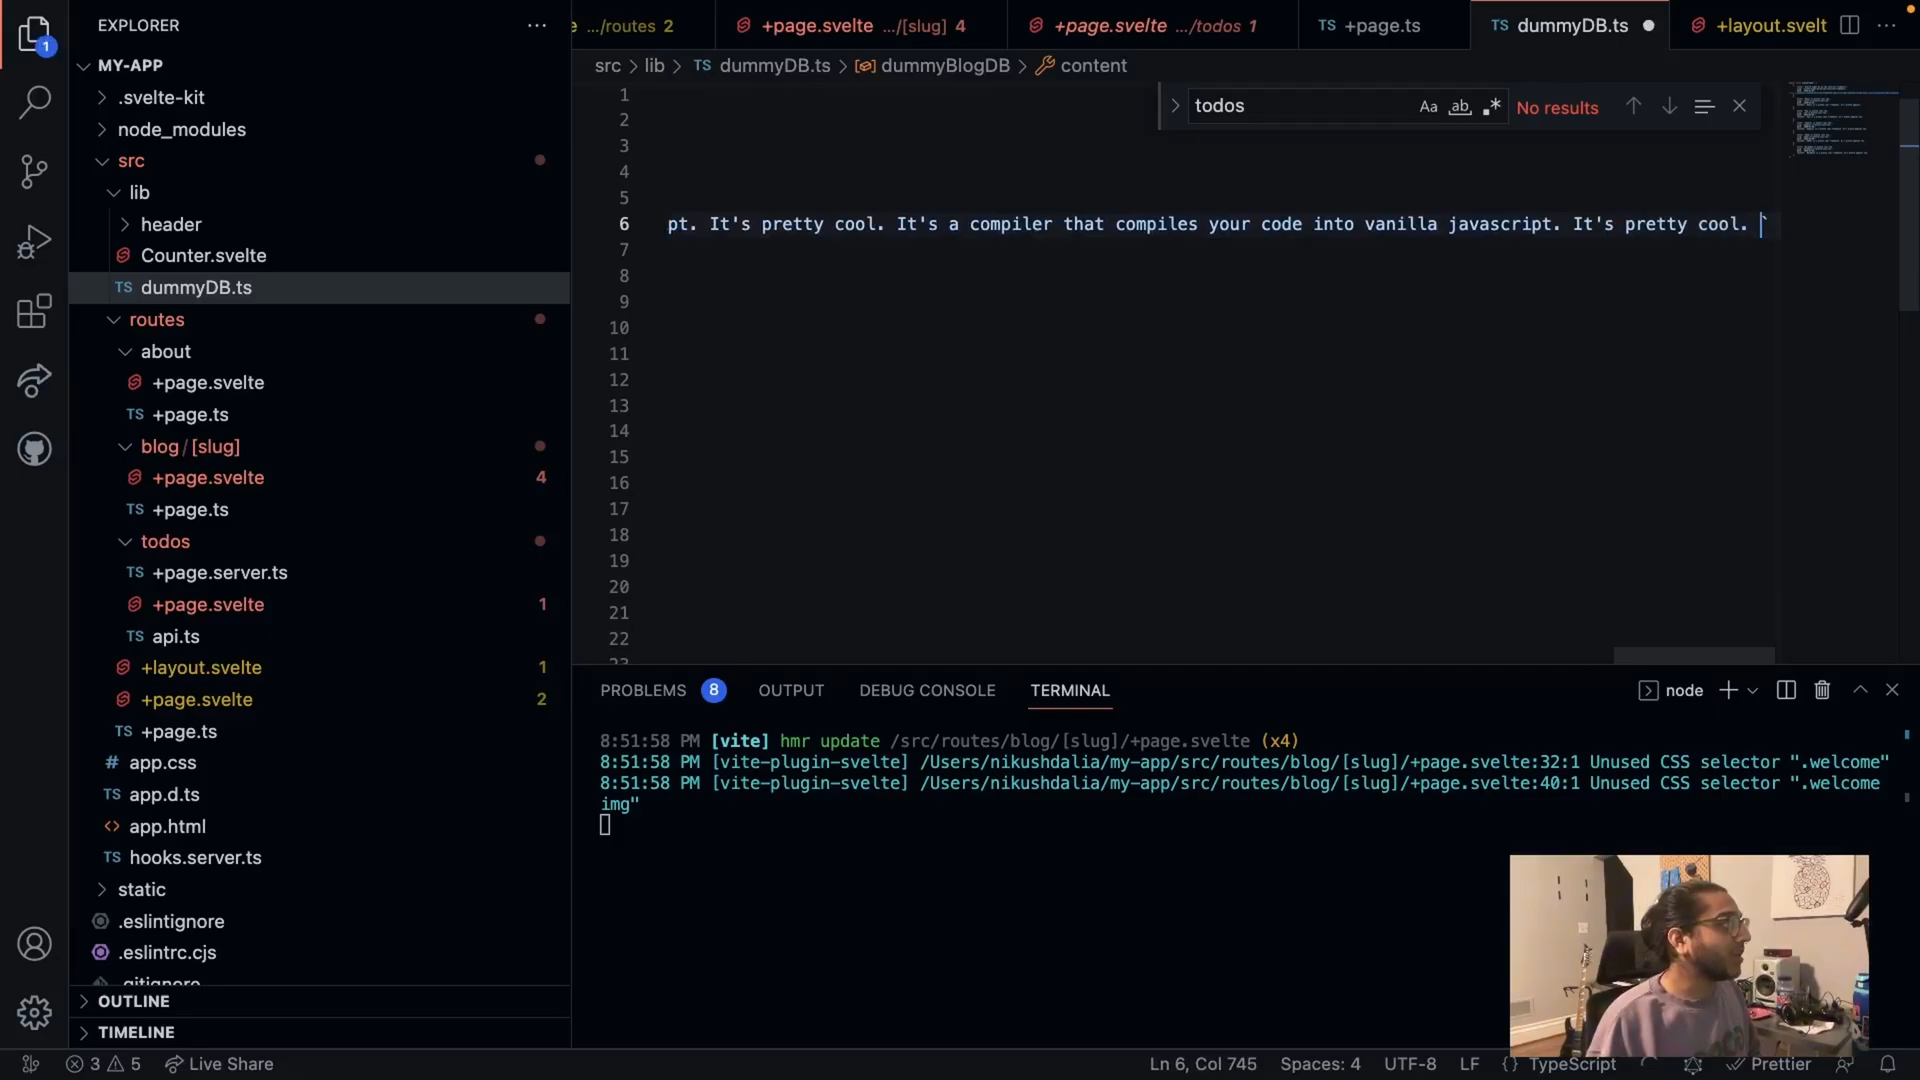 1
EXPLORER
MY-APP
.svelte-kit
node_modules
src
lib
header
Counter.svelte
TS dummyDB.ts
routes
about
+page.svelte
TS +page.ts
blog/[slug]
+page.svelte 4
TS +page.ts
todos
TS +page.server.ts
+page.svelte 1
TS api.ts
+layout.svelte 1
+page.svelte 2
TS +page.ts
# app.css
TS app.d.ts
<> app.html
TS hooks.server.ts
static
.eslintignore
.eslintrc.cjs
.gitignore
OUTLINE
TIMELINE
.../routes 2
+page.svelte .../[slug] 4
+page.svelte .../todos 1
TS +page.ts
TS dummyDB.ts
+layout.svelt
src > lib > TS dummyDB.ts > dummyBlogDB > content
todos
Aa ab .* No results
1
2
3
4
5
6 pt. It's pretty cool. It's a compiler that compiles your code into vanilla javascript. It's pretty cool. `
7
8
9
10
11
12
13
14
15
16
17
18
19
20
21
22
23
PROBLEMS 8 OUTPUT DEBUG CONSOLE TERMINAL
node
8:51:58 PM [vite] hmr update /src/routes/blog/[slug]/+page.svelte (x4)
8:51:58 PM [vite-plugin-svelte] /Users/nikushdalia/my-app/src/routes/blog/[slug]/+page.svelte:32:1 Unused CSS selector ".welcome"
8:51:58 PM [vite-plugin-svelte] /Users/nikushdalia/my-app/src/routes/blog/[slug]/+page.svelte:40:1 Unused CSS selector ".welcome
img"
3 5 Live Share
Ln 6, Col 745 Spaces: 4 UTF-8 LF {} TypeScript Prettier